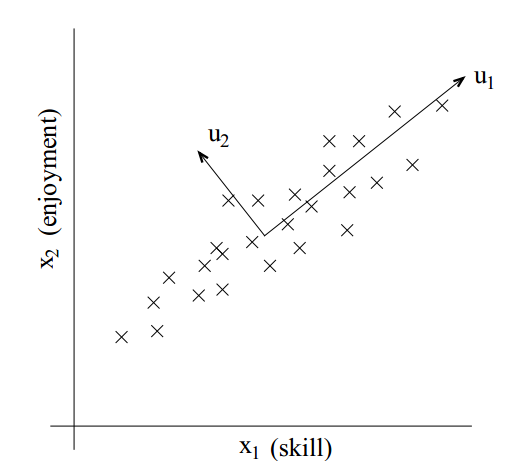 u₁
u₂
x₂ (enjoyment)
x₁ (skill)